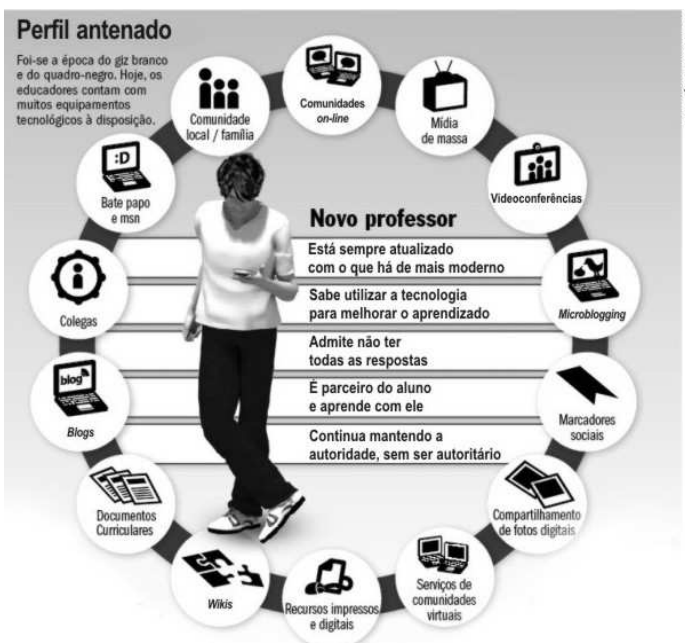 Perfil antenado
Foi-se a época do giz branco
e do quadro-negro. Hoje, os
educadores contam com
muitos equipamentos
tecnológicos à disposição.
Comunidade
local / família
Comunidades
on-line
Mídia
de massa
Videoconferências
:D
Bate papo
e msn
Novo professor
Está sempre atualizado
com o que há de mais moderno
Sabe utilizar a tecnologia
para melhorar o aprendizado
Admite não ter
todas as respostas
É parceiro do aluno
e aprende com ele
Continua mantendo a
autoridade, sem ser autoritário
Colegas
Microblogging
blog
Blogs
Marcadores
sociais
Documentos
Curriculares
Compartilhamento
de fotos digitais
Wikis
Recursos impressos
e digitais
Serviços de
comunidades
virtuais